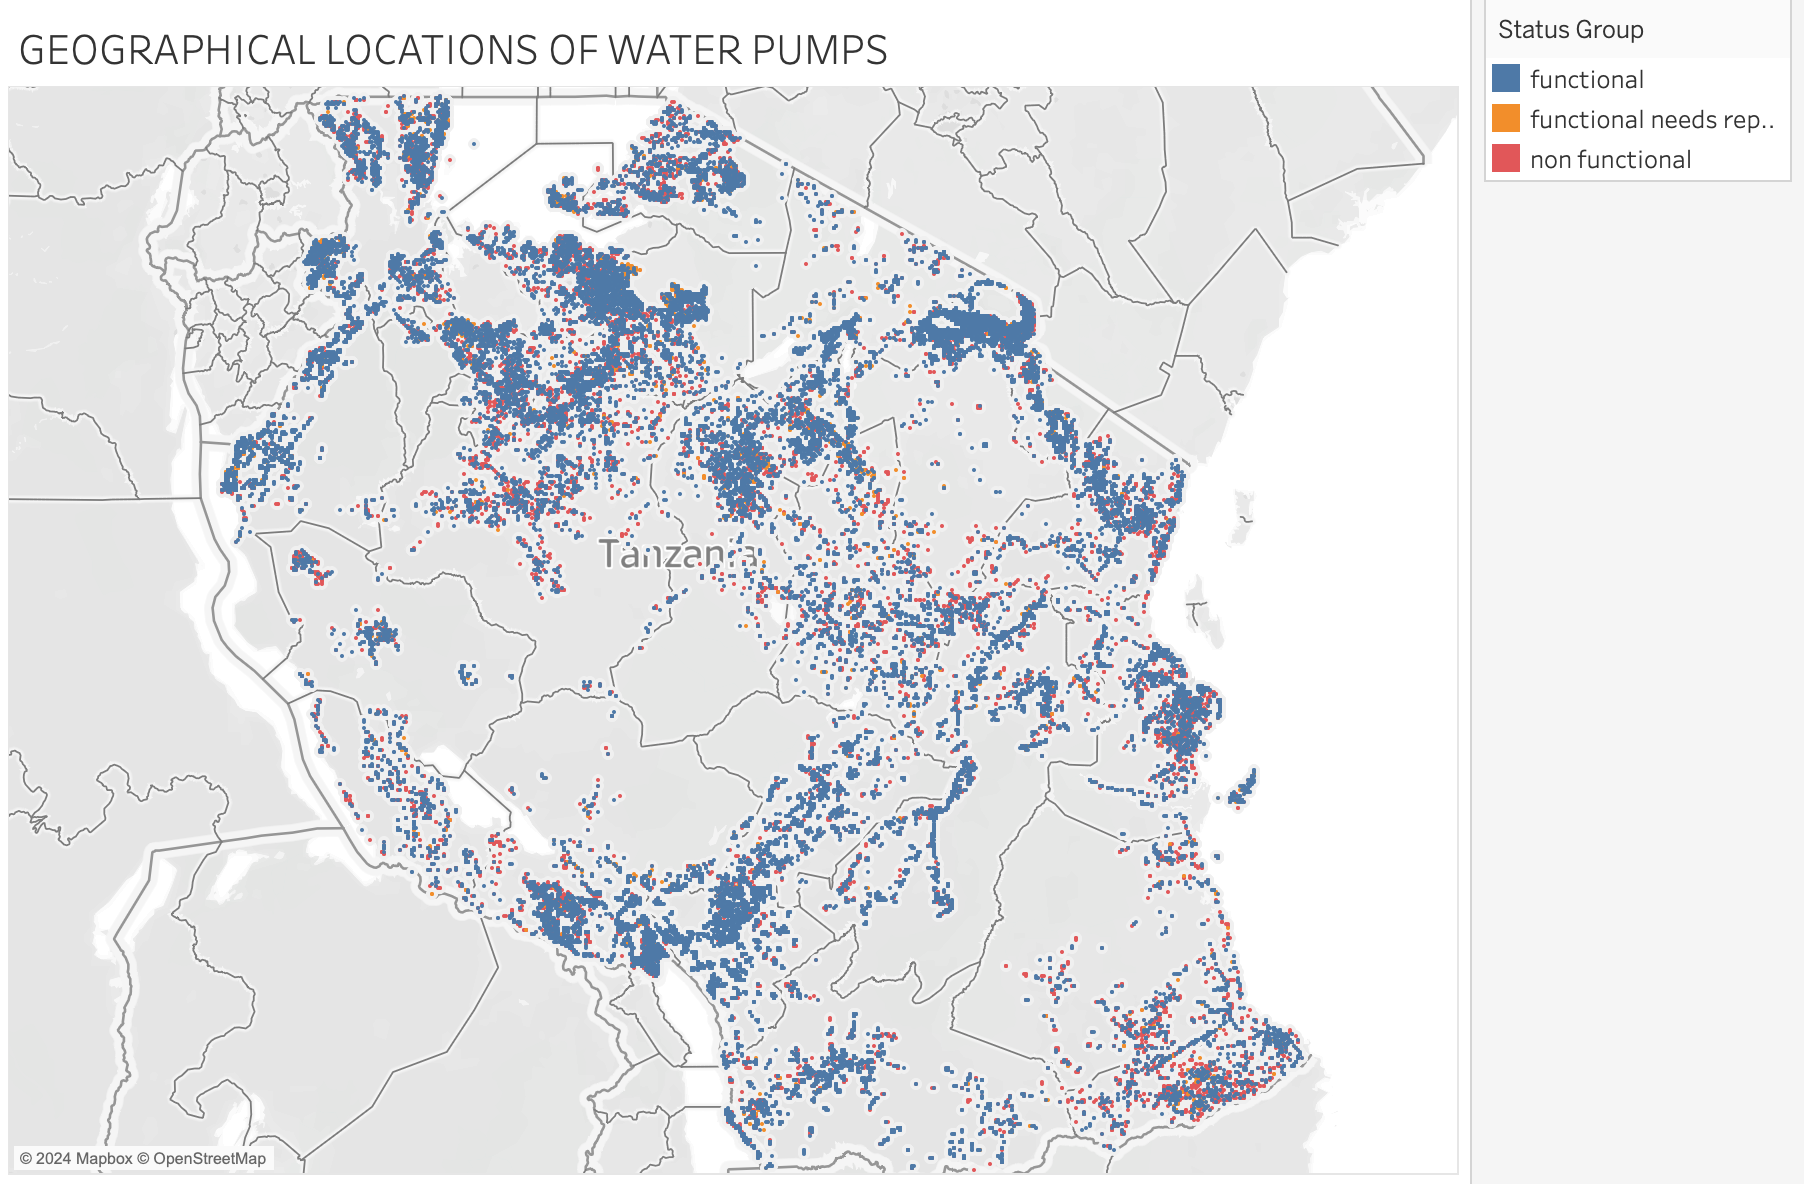 GEOGRAPHICAL LOCATIONS OF WATER PUMPS
Status Group
functional
functional needs rep..
non functional
Tanzania
© 2024 Mapbox © OpenStreetMap